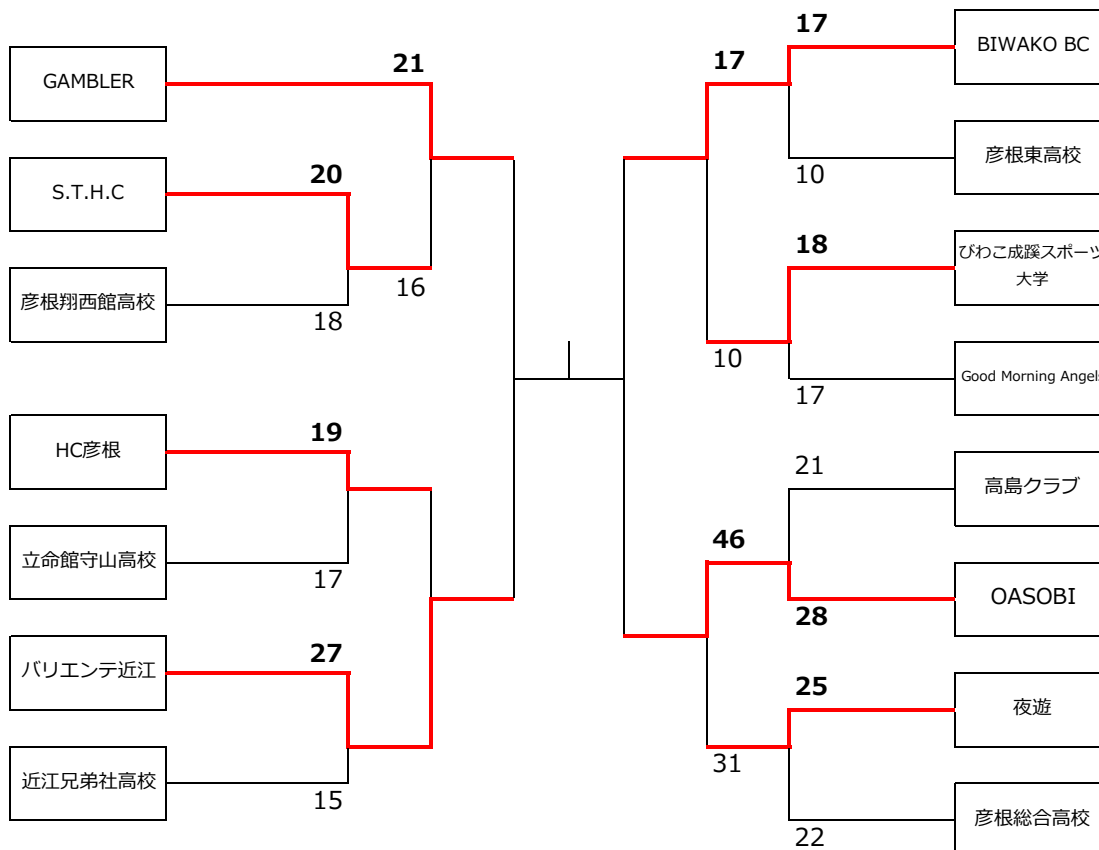 GAMBLER
21
S.T.H.C
20
16
彦根翔西館高校
18
HC彦根
19
立命館守山高校
17
バリエンテ近江
27
近江兄弟社高校
15
17
BIWAKO BC
17
彦根東高校
10
18
びわこ成蹊スポーツ
大学
10
17
Good Morning Angels
21
高島クラブ
46
OASOBI
28
25
夜遊
31
彦根総合高校
22